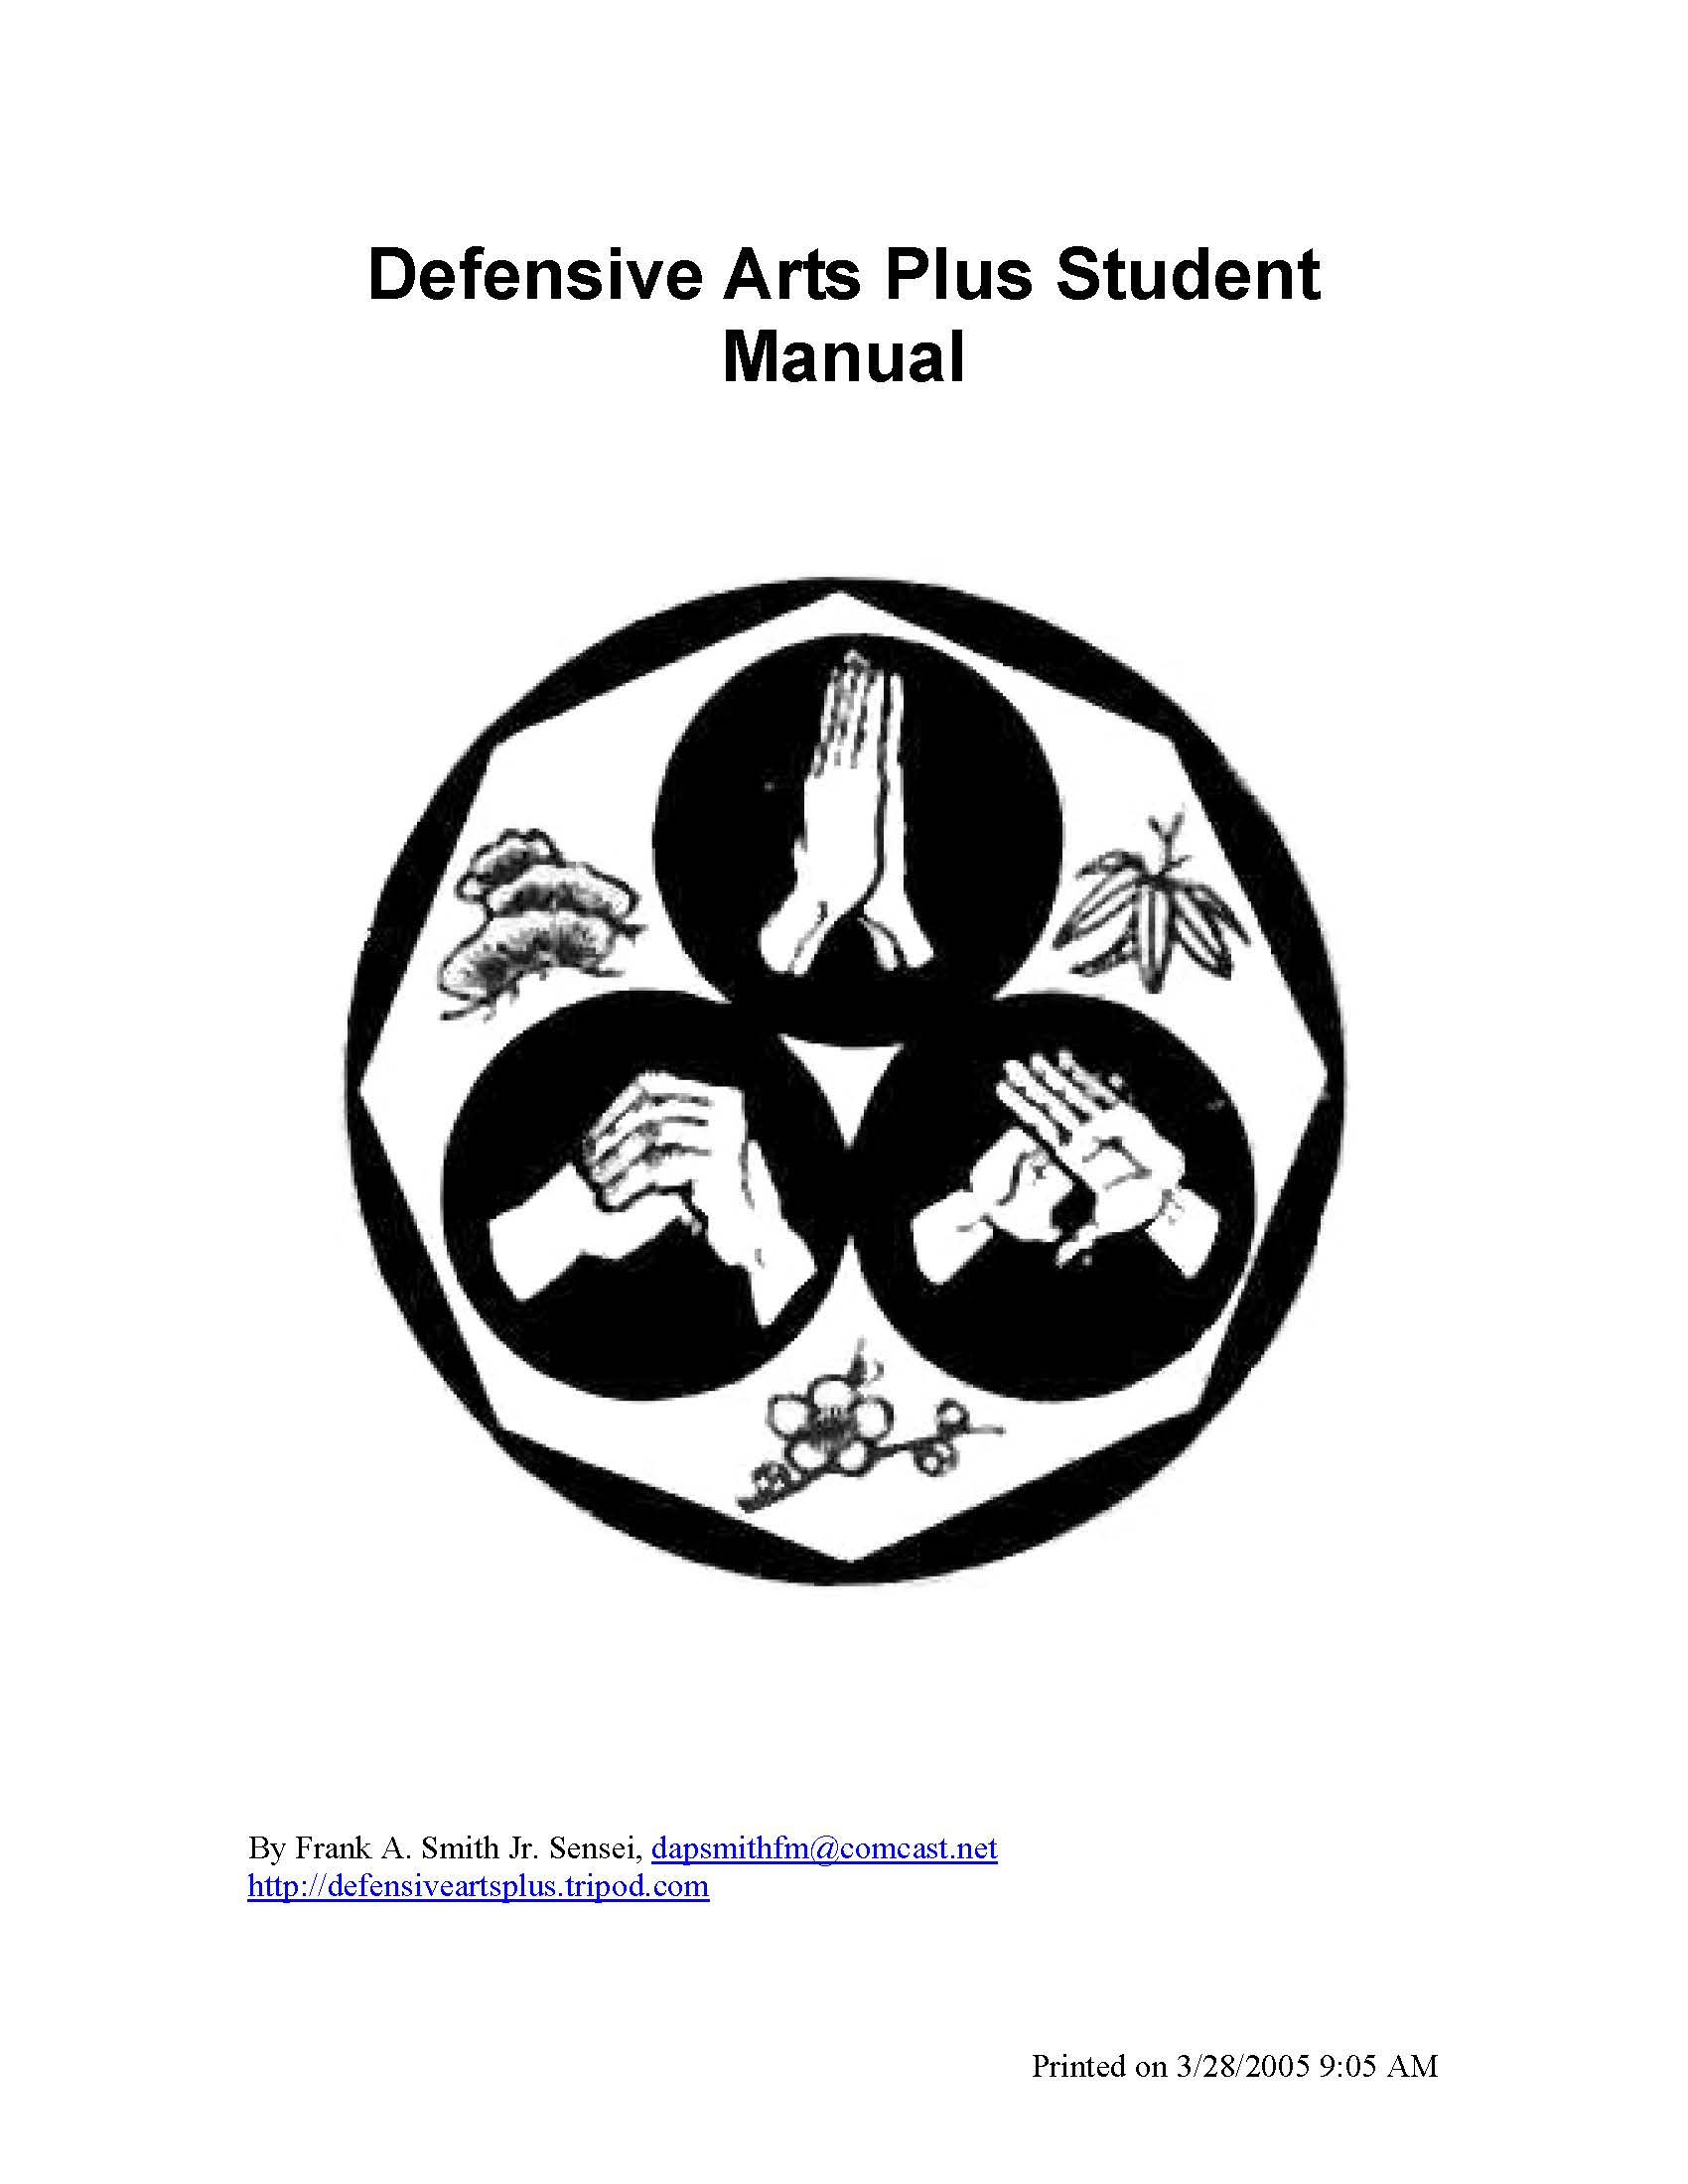 Defensive Arts Plus Student
Manual
By Frank A. Smith Jr. Sensei, dapsmithfm@comcast.net
http://defensiveartsplus.tripod.com
Printed on 3/28/2005 9:05 AM